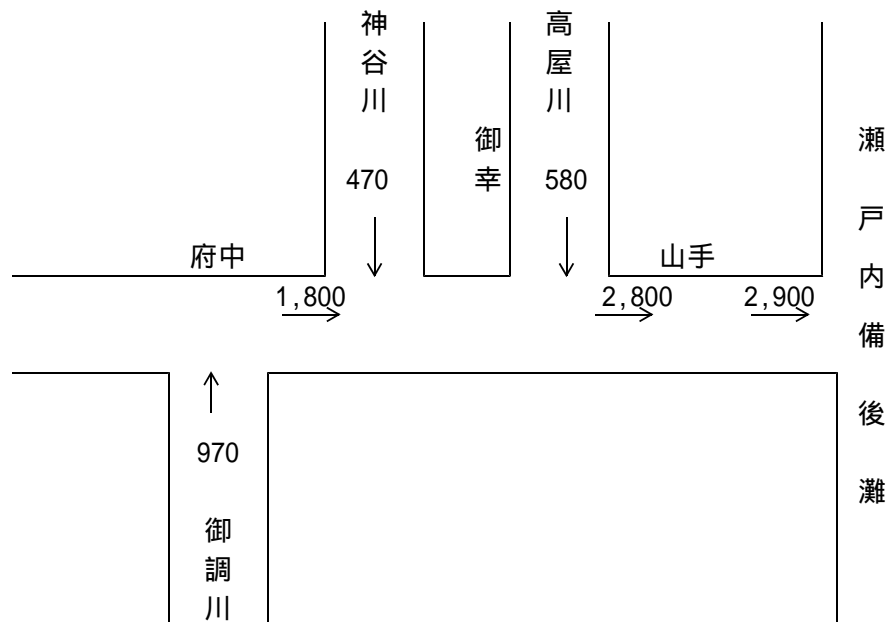 神谷川
高屋川
御幸
470
580
府中
山手
1,800
2,800
2,900
瀬戸内備後灘
970
御調川